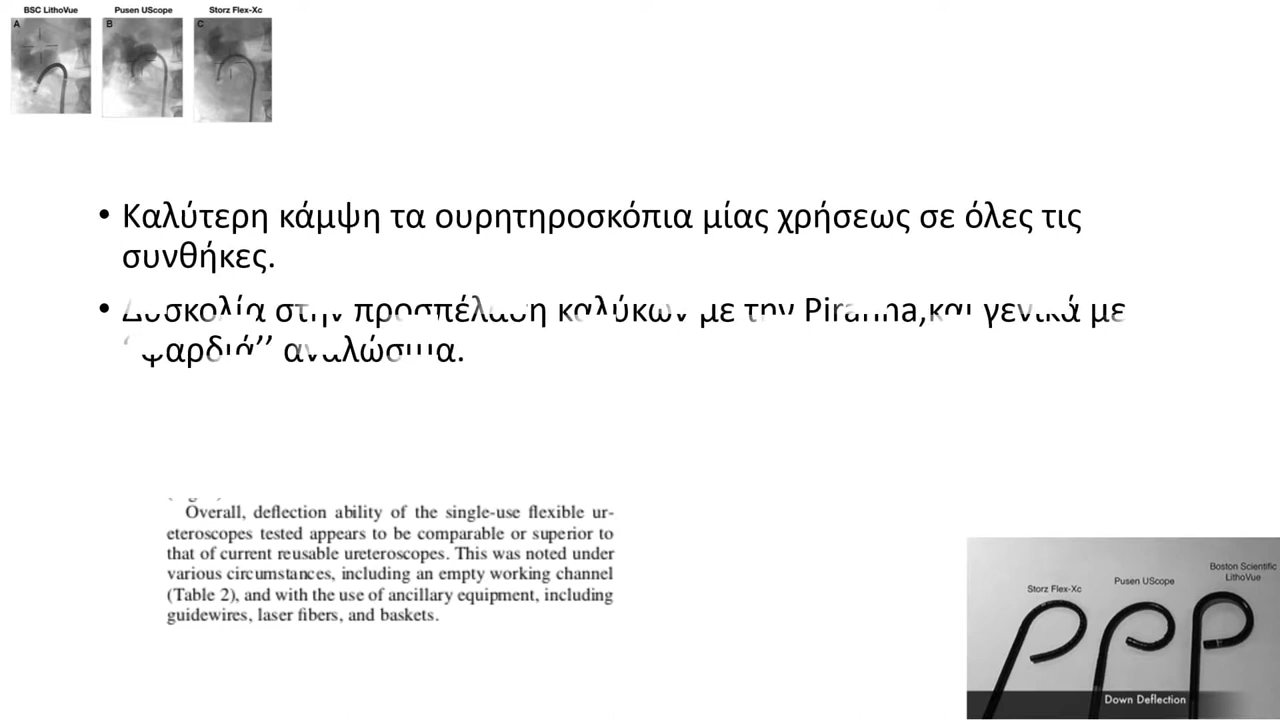 BSC LithoVue
Pusen UScope
Storz Flex-Xc
A
B
C
• Καλύτερη κάμψη τα ουρητηροσκόπια μίας χρήσεως σε όλες τις
συνθήκες.
• Δυσκολία στην προσπέλαση καλύκων με την Piranha,και γενικά με
‘’φαρδιά’’ αναλώσιμα.
Overall, deflection ability of the single-use flexible ur-
eteroscopes tested appears to be comparable or superior to
that of current reusable ureteroscopes. This was noted under
various circumstances, including an empty working channel
(Table 2), and with the use of ancillary equipment, including
guidewires, laser fibers, and baskets.
Storz Flex-Xc
Pusen UScope
Boston Scientific
LithoVue
Down Deflection